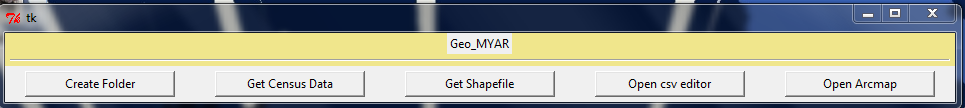 tk
Geo_MYAR
Create Folder
Get Census Data
Get Shapefile
Open csv editor
Open Arcmap